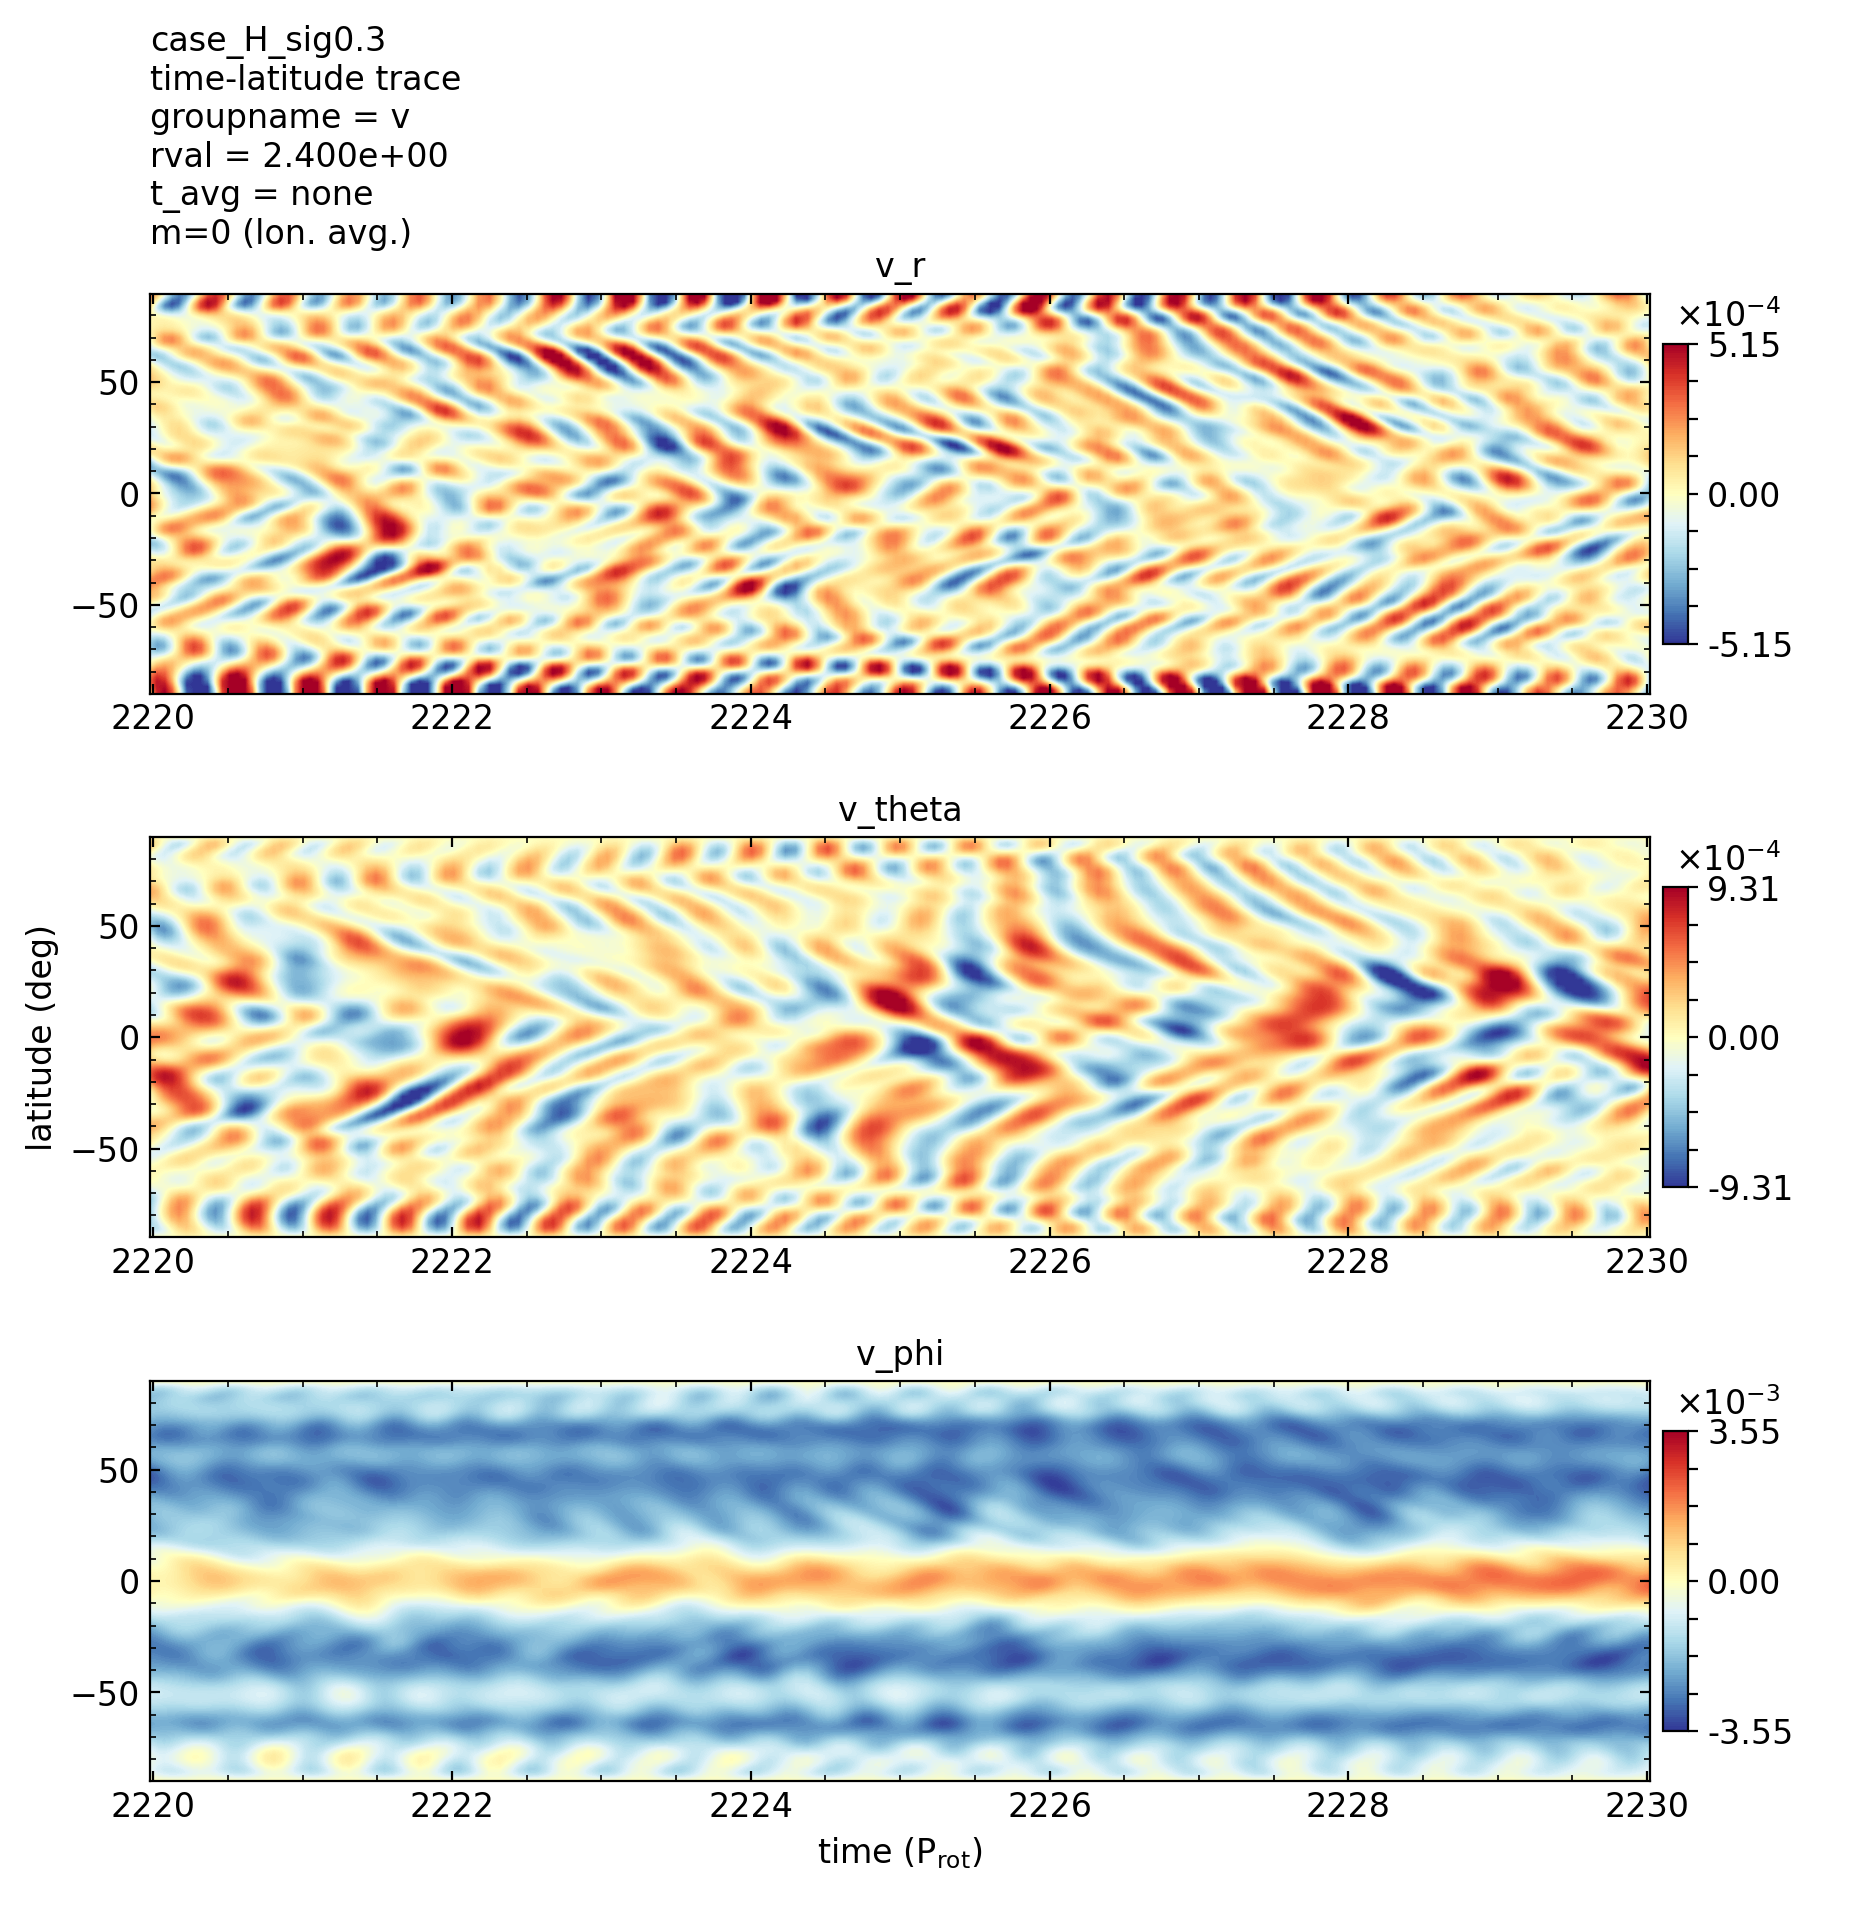 case_H_sig0.3
time-latitude trace
groupname = v
rval = 2.400e+00
t_avg = none
m=0 (lon. avg.)
v_r
×10⁻⁴
5.15
0.00
-5.15
50
0
−50
2220 2222 2224 2226 2228 2230
v_theta
×10⁻⁴
9.31
0.00
-9.31
latitude (deg)
50
0
−50
2220 2222 2224 2226 2228 2230
v_phi
×10⁻³
3.55
0.00
-3.55
50
0
−50
2220 2222 2224 2226 2228 2230
time (P_rot)